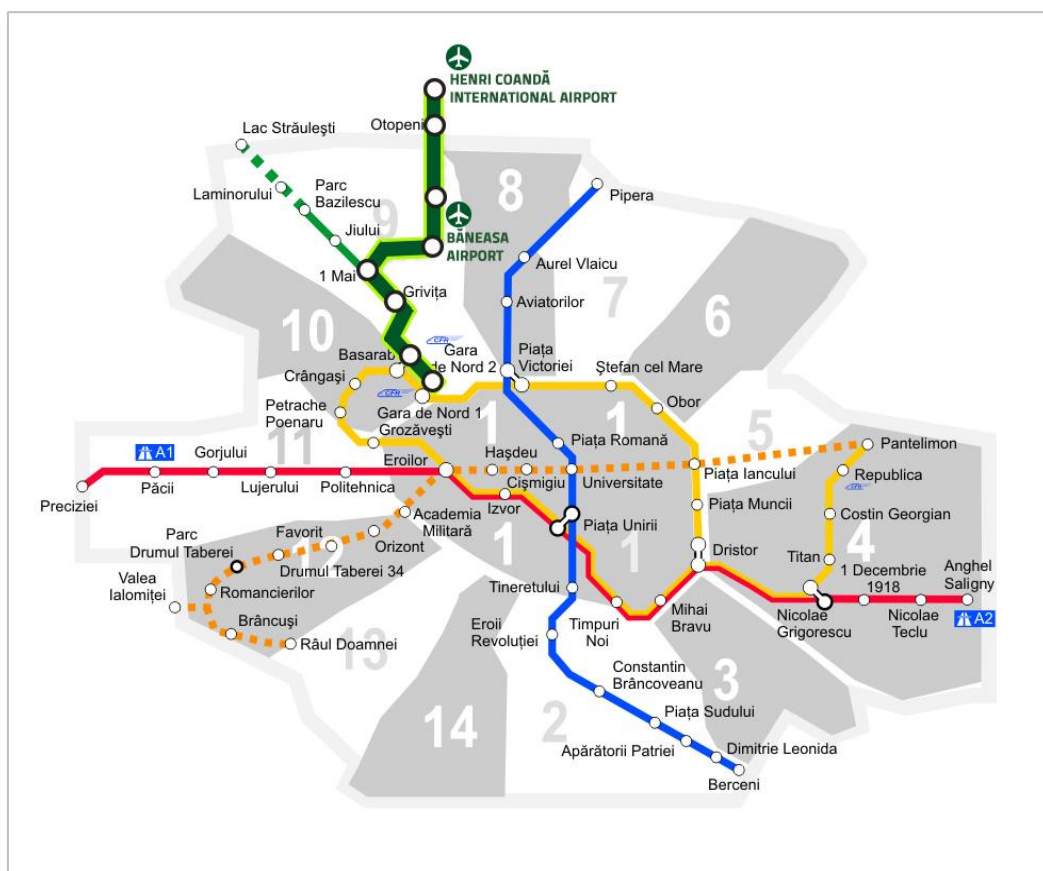 HENRI COANDĂ
INTERNATIONAL AIRPORT
Otopeni
Lac Străulești
Laminorului
Parc
Bazilescu
Jiului
9
8
Pipera
BĂNEASA
AIRPORT
1 Mai
Aurel Vlaicu
7
Aviatorilor
6
Grivița
10
CFR
Basarab
Gara
de Nord 2
Piața
Victoriei
Ștefan cel Mare
Crângași
CFR
Obor
Petrache
Poenaru
Gara de Nord 1
1
1
5
Grozăvești
11
Piața Romană
Pantelimon
A1
Gorjului
Eroilor
Hașdeu
Piața Iancului
Republica
CFR
Preciziei
Păcii
Lujerului
Politehnica
Cișmigiu
Universitate
Izvor
Piața Muncii
Costin Georgian
Academia
Militară
Piața Unirii
Parc
Drumul Taberei
Favorit
12
Orizont
1
1
Dristor
Titan
4
1 Decembrie
1918
Anghel
Saligny
Drumul Taberei 34
Valea
Ialomiței
Romancierilor
Tineretului
Mihai
Bravu
Nicolae
Grigorescu
Nicolae
Teclu
A2
Brâncuși
Râul Doamnei
13
Eroii
Revoluției
Timpuri
Noi
Constantin
Brâncoveanu
3
14
2
Piața Sudului
Apărătorii Patriei
Dimitrie Leonida
Berceni